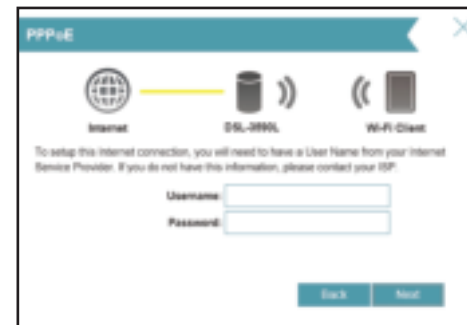 PPPoE
Internet
DSL-3890L
Wi-Fi Client
To setup this Internet connection, you will need to have a User Name from your Internet
Service Provider. If you do not have this information, please contact your ISP.
Username:
Password:
Back
Next